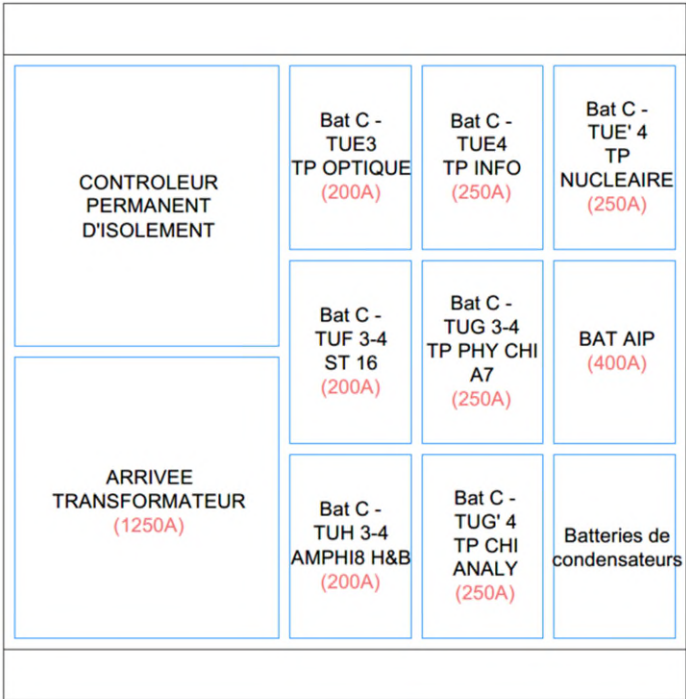 CONTROLEUR
PERMANENT
D'ISOLEMENT
ARRIVEE
TRANSFORMATEUR
(1250A)
Bat C -
TUE3
TP OPTIQUE
(200A)
Bat C -
TUF 3-4
ST 16
(200A)
Bat C -
TUH 3-4
AMPHI8 H&B
(200A)
Bat C -
TUE4
TP INFO
(250A)
Bat C -
TUG 3-4
TP PHY CHI
A7
(250A)
Bat C -
TUG' 4
TP CHI
ANALY
(250A)
Bat C -
TUE' 4
TP
NUCLEAIRE
(250A)
BAT AIP
(400A)
Batteries de
condensateurs